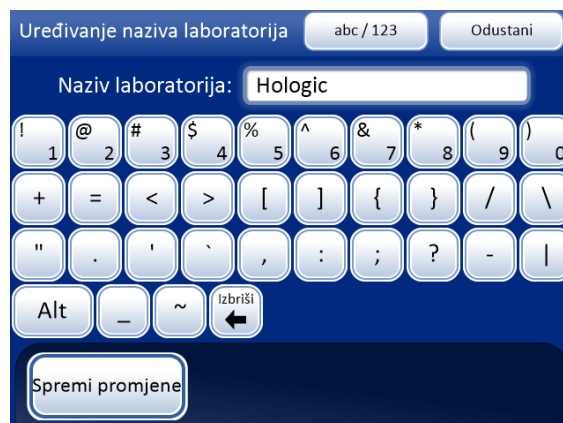 Uređivanje naziva laboratorija abc / 123 Odustani
Naziv laboratorija: Hologic
! 1 @ 2 # 3 $ 4 % 5 ^ 6 & 7 * 8 ( 9 ) 0
+ = < > [ ] { } / \
" . ' ` , : ; ? - |
Alt _ ~ Izbriši
Spremi promjene